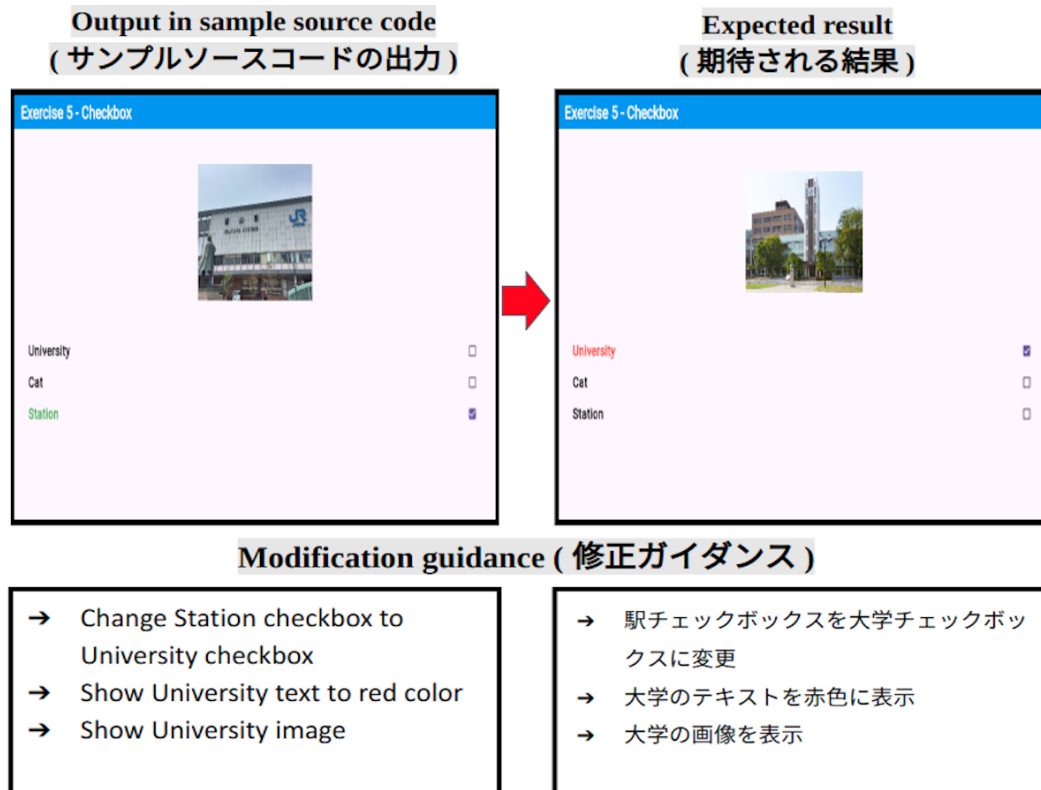 Output in sample source code
( サンプルソースコードの出力 )
Expected result
( 期待される結果 )
Exercise 5 - Checkbox
JR
University
Cat
Station
Exercise 5 - Checkbox
University
Cat
Station
Modification guidance ( 修正ガイダンス )
➔ Change Station checkbox to
University checkbox
➔ Show University text to red color
➔ Show University image
➔ 駅チェックボックスを大学チェックボッ
クスに変更
➔ 大学のテキストを赤色に表示
➔ 大学の画像を表示